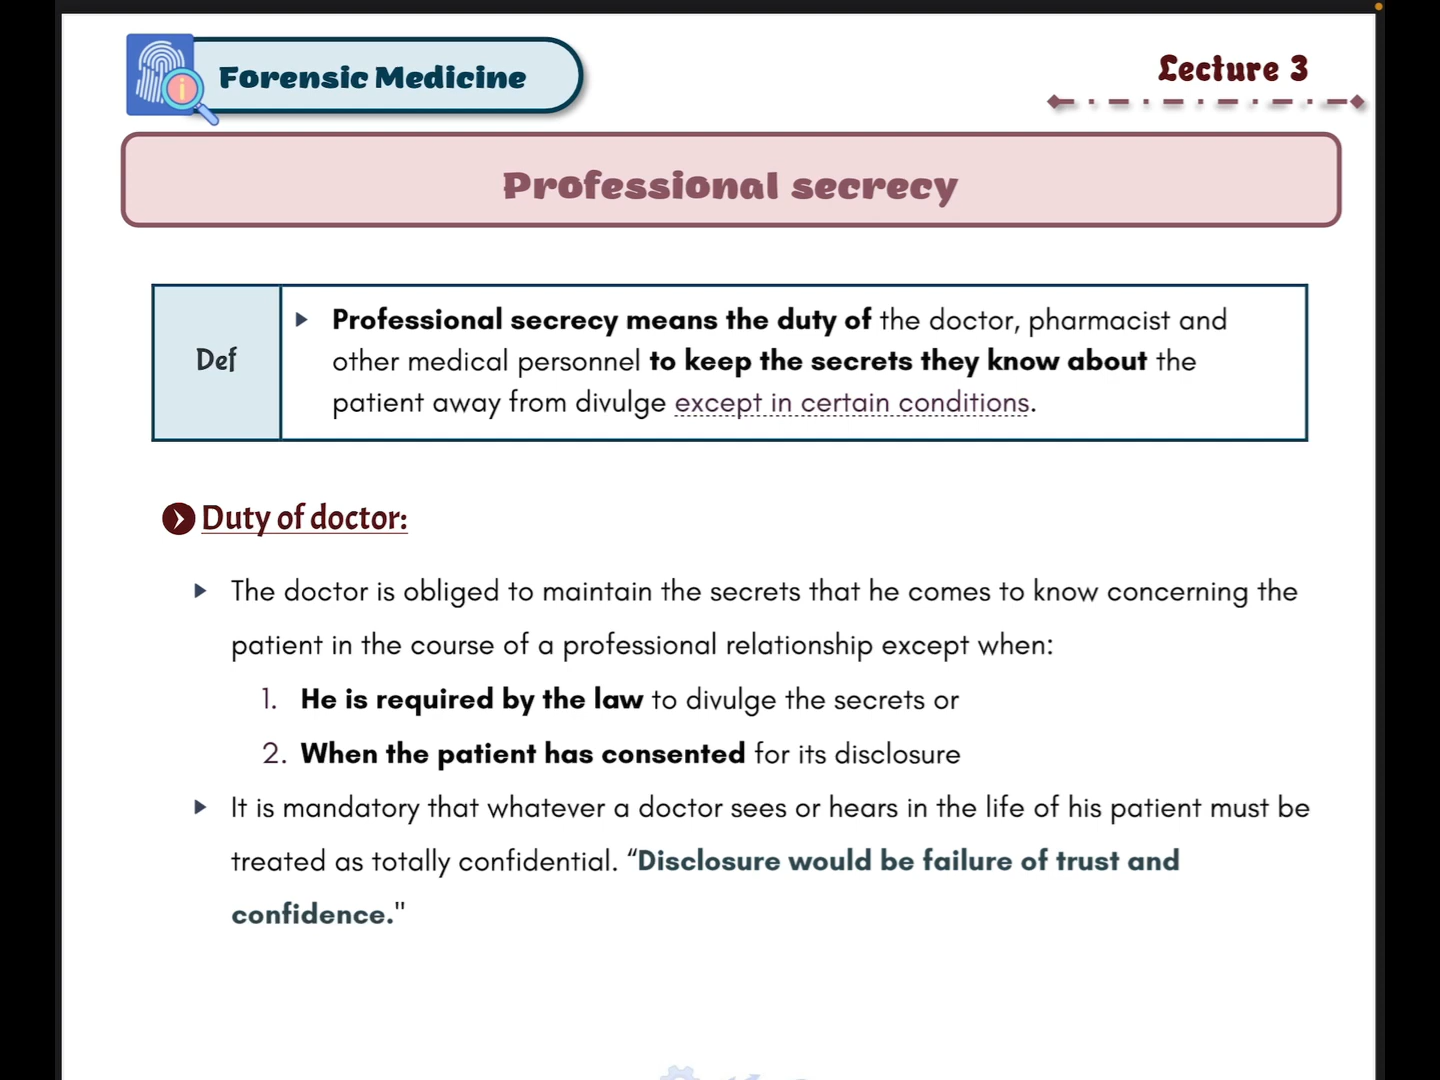 Forensic Medicine
Lecture 3
Professional secrecy
Def
Professional secrecy means the duty of the doctor, pharmacist and
other medical personnel to keep the secrets they know about the
patient away from divulge except in certain conditions.
Duty of doctor:
The doctor is obliged to maintain the secrets that he comes to know concerning the
patient in the course of a professional relationship except when:
1. He is required by the law to divulge the secrets or
2. When the patient has consented for its disclosure
It is mandatory that whatever a doctor sees or hears in the life of his patient must be
treated as totally confidential. “Disclosure would be failure of trust and
confidence."